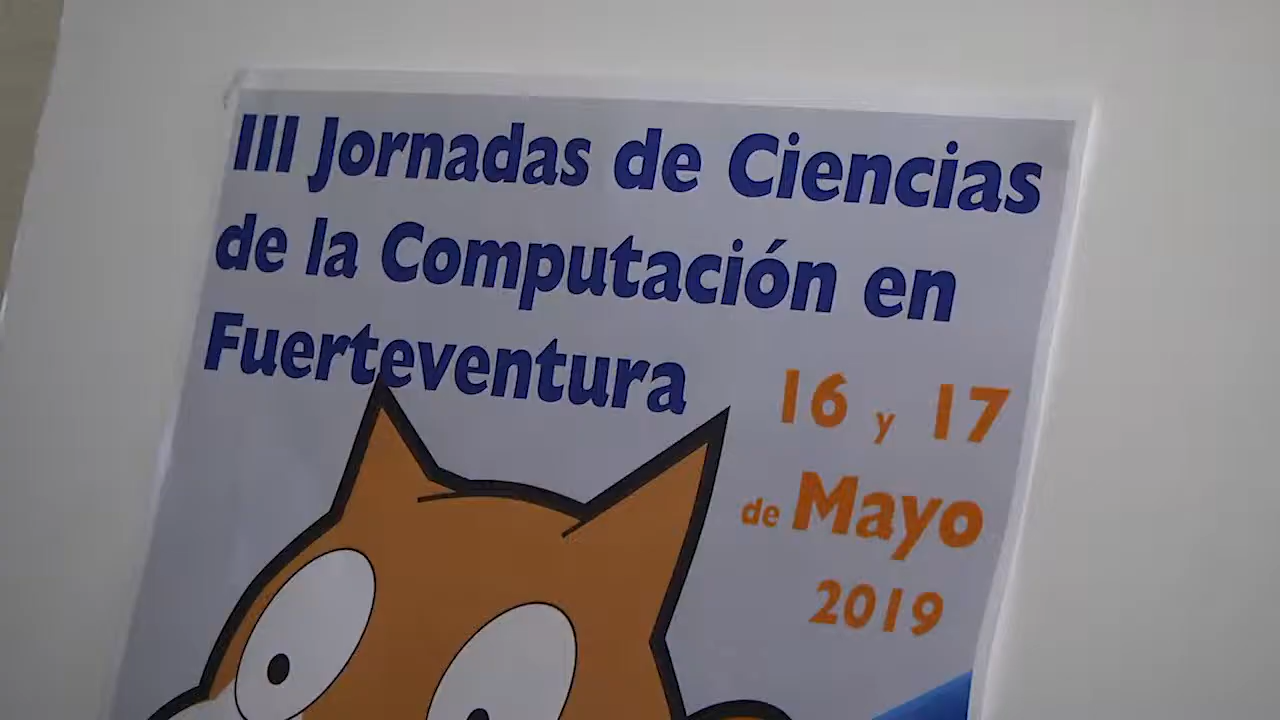 III Jornadas de Ciencias
de la Computación en
Fuerteventura
16 y 17
de Mayo
2019